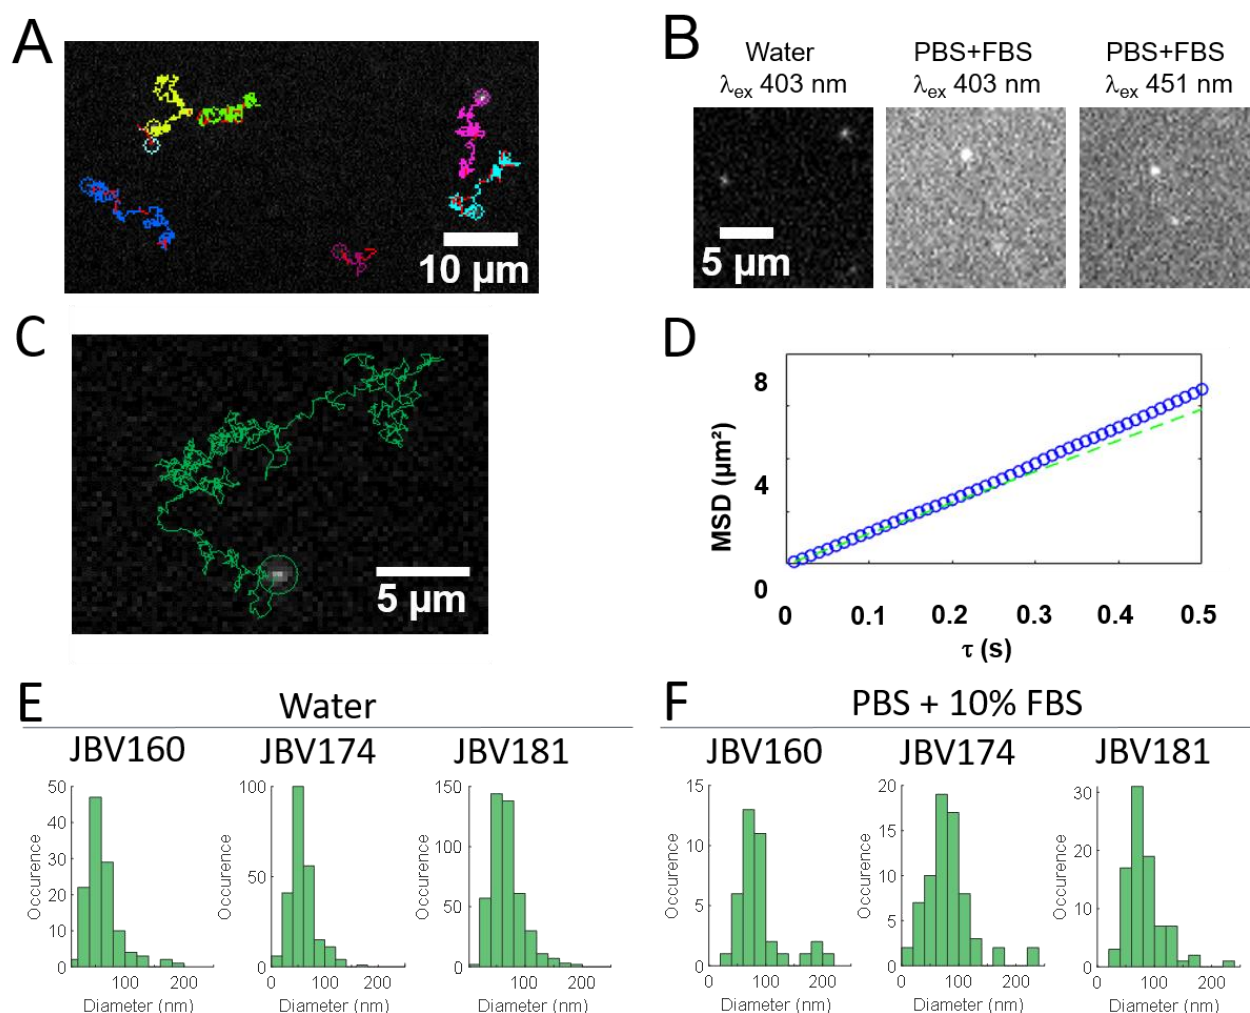 A
10 µm
B
Water
λex 403 nm
PBS+FBS
λex 403 nm
PBS+FBS
λex 451 nm
5 µm
C
5 µm
D
MSD (µm²)
8
4
0
0
0.1
0.2
0.3
0.4
0.5
τ (s)
E
Water
JBV160
Occurence
50
40
30
20
10
0
0
100
200
Diameter (nm)
JBV174
Occurence
100
50
0
0
100
200
Diameter (nm)
JBV181
Occurence
150
100
50
0
0
100
200
Diameter (nm)
F
PBS + 10% FBS
JBV160
Occurence
15
10
5
0
0
100
200
Diameter (nm)
JBV174
Occurence
20
15
10
5
0
0
100
200
Diameter (nm)
JBV181
Occurence
30
20
10
0
0
100
200
Diameter (nm)